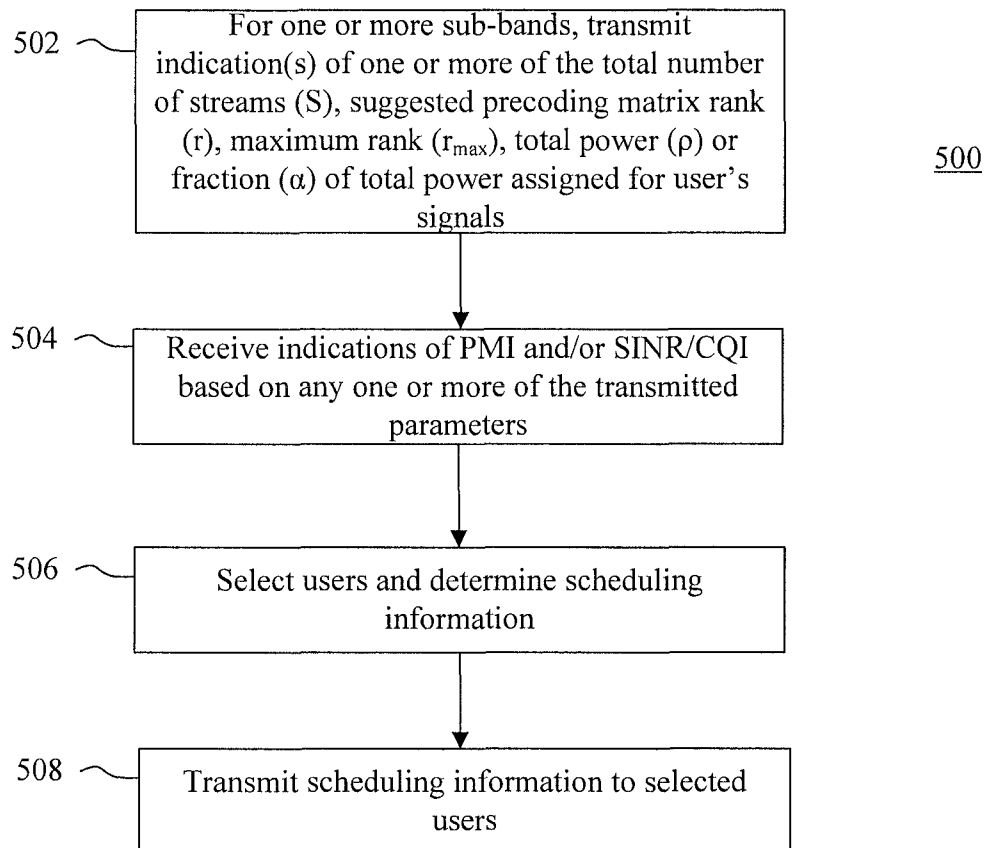 502
For one or more sub-bands, transmit
indication(s) of one or more of the total number
of streams (S), suggested precoding matrix rank
(r), maximum rank (rmax), total power (ρ) or
fraction (α) of total power assigned for user's
signals
500
504
Receive indications of PMI and/or SINR/CQI
based on any one or more of the transmitted
parameters
506
Select users and determine scheduling
information
508
Transmit scheduling information to selected
users